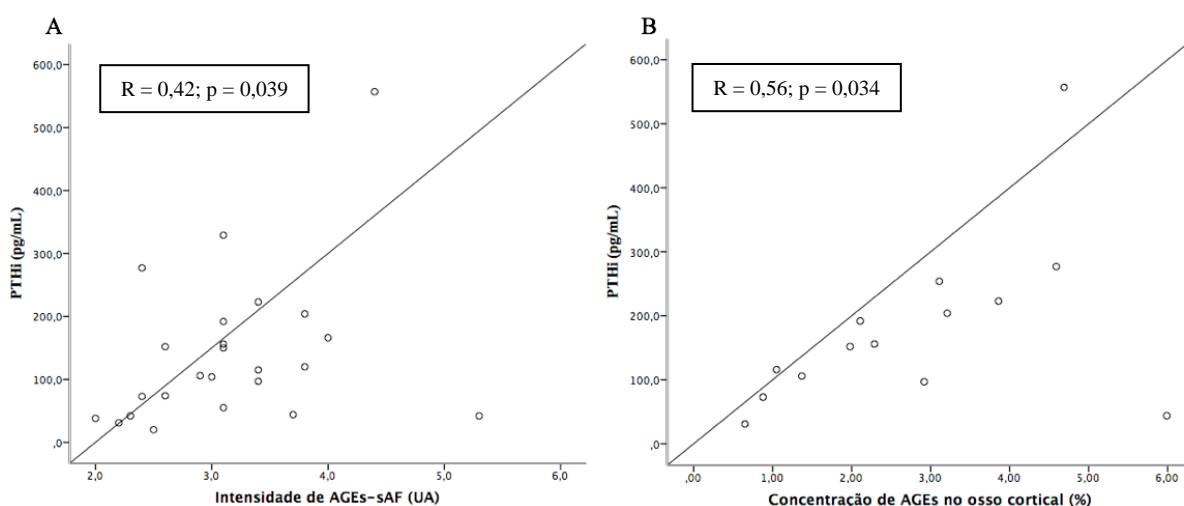 A
R = 0,42; p = 0,039
PTHi (pg/mL)
600,0
500,0
400,0
300,0
200,0
100,0
,0
2,0 3,0 4,0 5,0 6,0
Intensidade de AGEs-sAF (UA)
B
R = 0,56; p = 0,034
PTHi (pg/mL)
600,0
500,0
400,0
300,0
200,0
100,0
,0
,00 1,00 2,00 3,00 4,00 5,00 6,00
Concentração de AGEs no osso cortical (%)